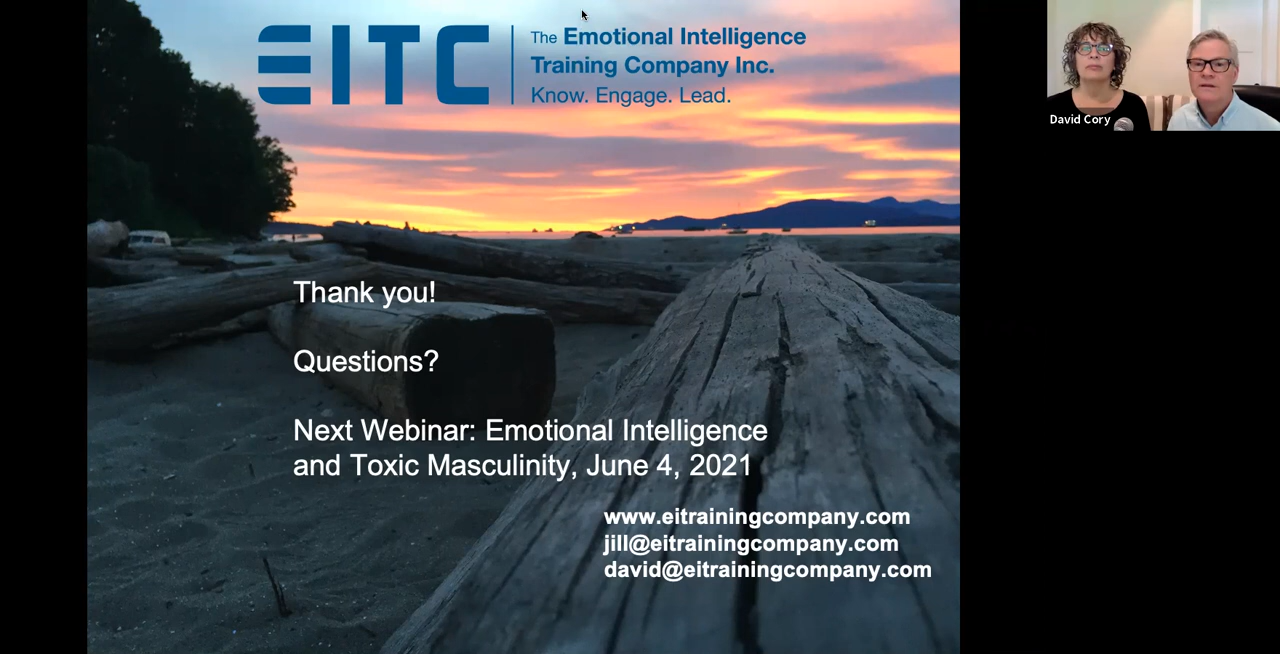 EITC
The Emotional Intelligence
Training Company Inc.
Know. Engage. Lead.
David Cory
Thank you!
Questions?
Next Webinar: Emotional Intelligence
and Toxic Masculinity, June 4, 2021
www.eitrainingcompany.com
jill@eitrainingcompany.com
david@eitrainingcompany.com